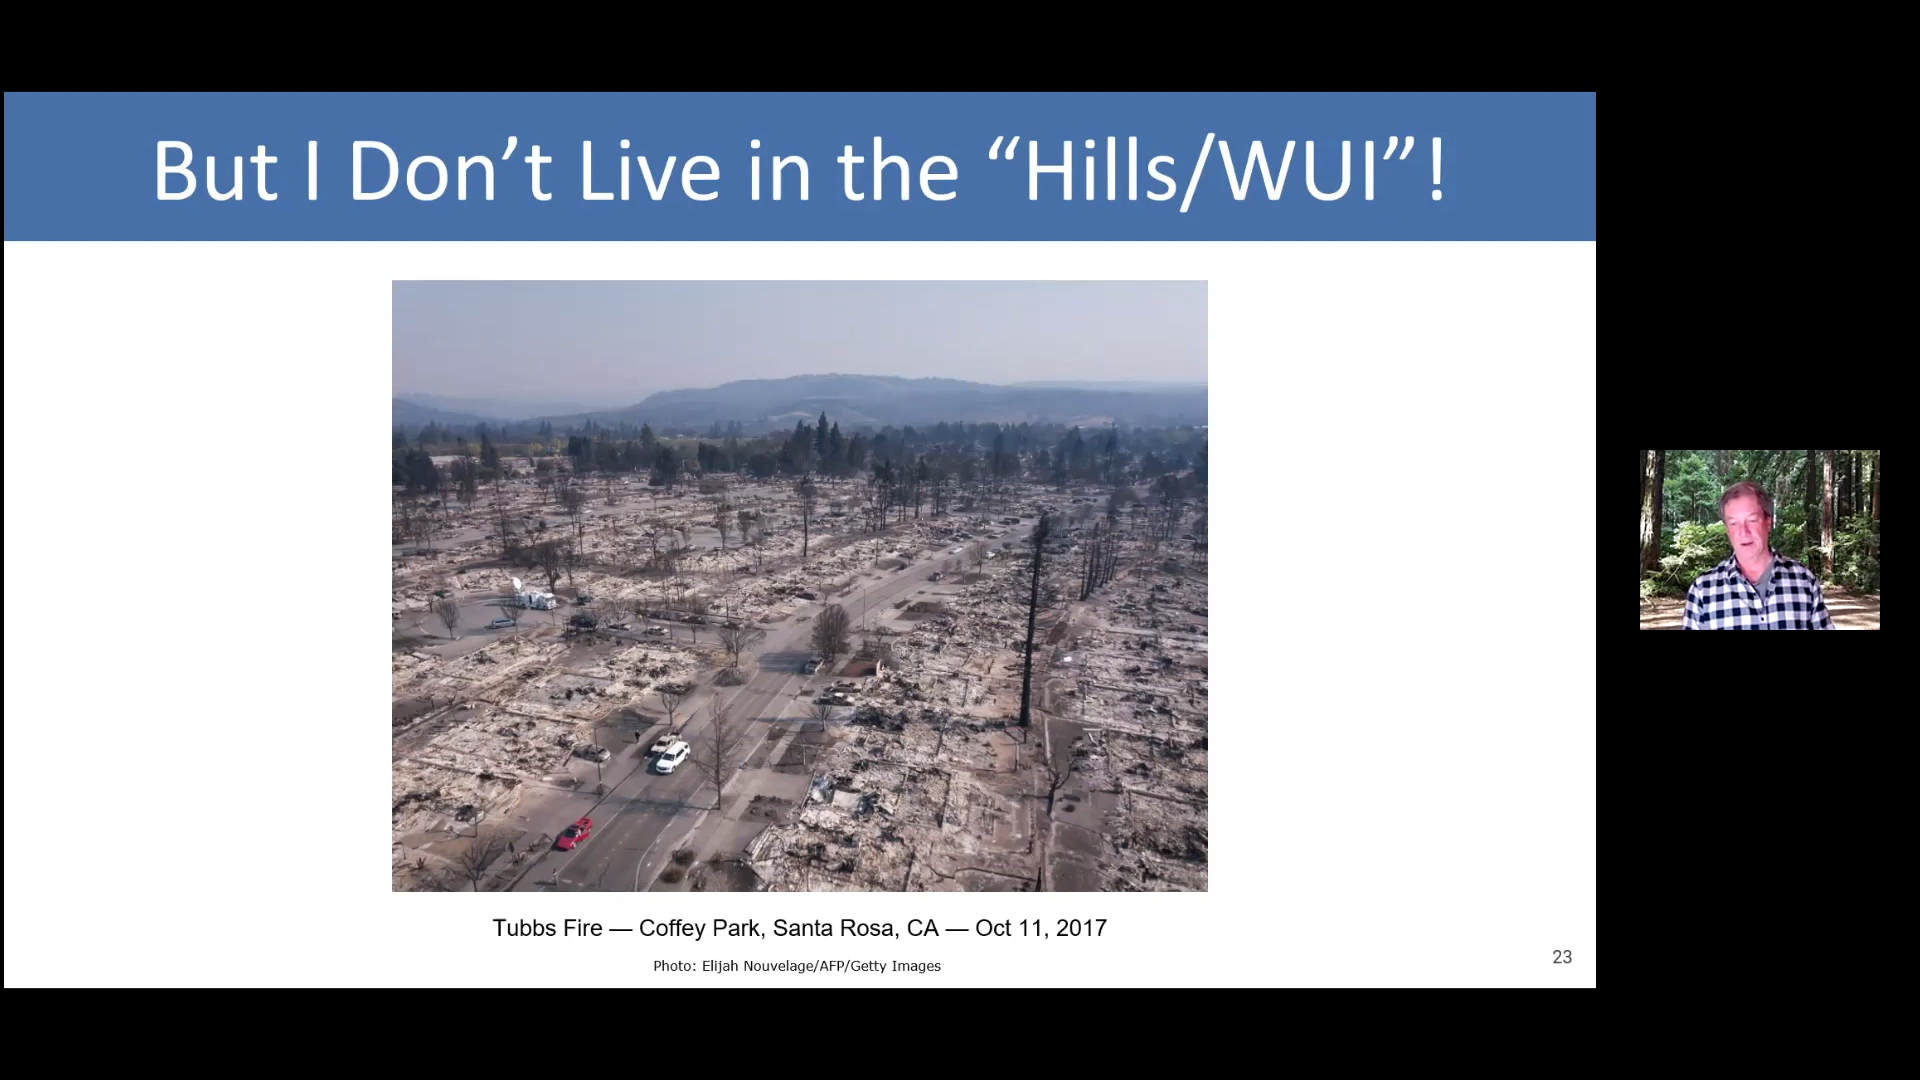 But I Don’t Live in the “Hills/WUI”!
Tubbs Fire — Coffey Park, Santa Rosa, CA — Oct 11, 2017
Photo: Elijah Nouvelage/AFP/Getty Images
23